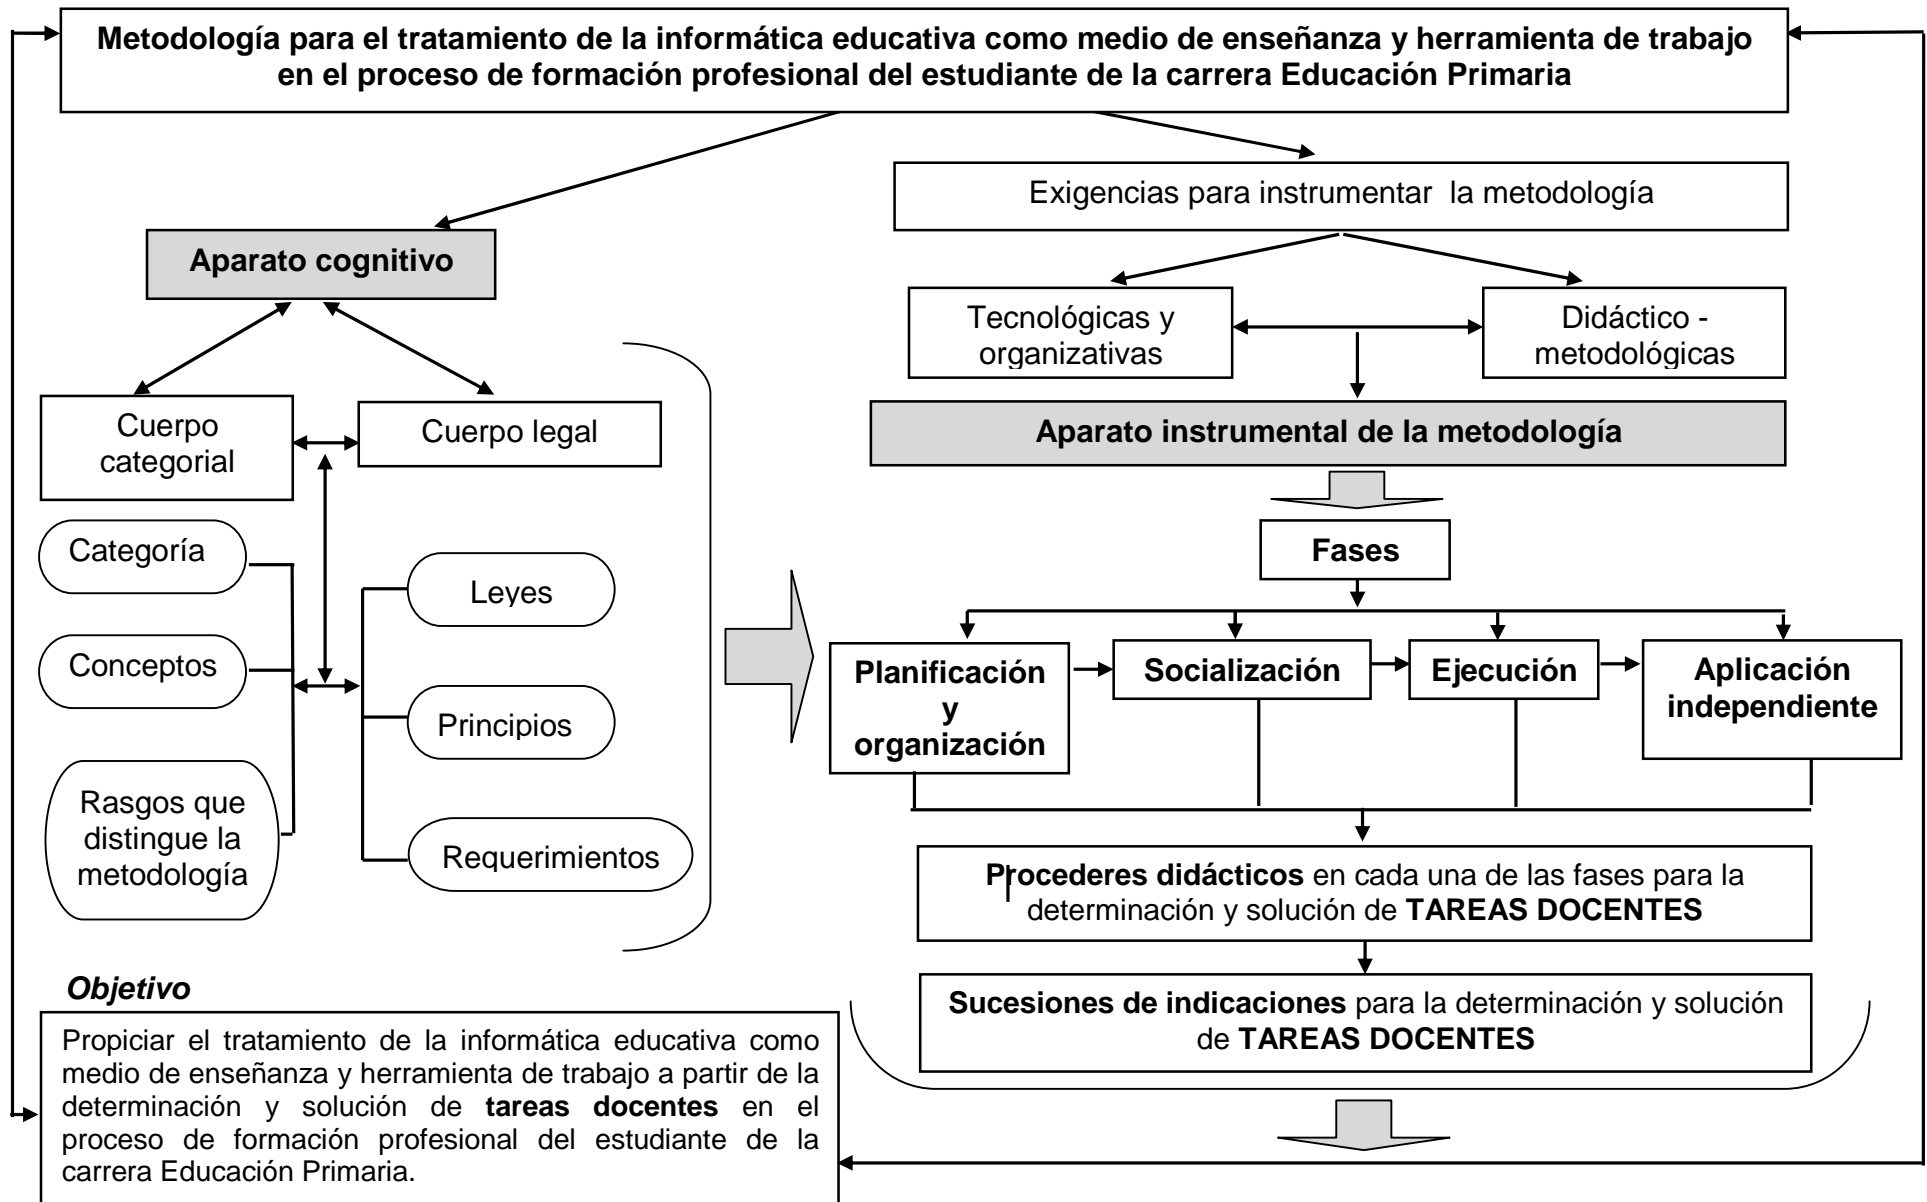 Metodología para el tratamiento de la informática educativa como medio de enseñanza y herramienta de trabajo
en el proceso de formación profesional del estudiante de la carrera Educación Primaria
Exigencias para instrumentar la metodología
Aparato cognitivo
Tecnológicas y
organizativas
Didáctico -
metodológicas
Cuerpo
categorial
Cuerpo legal
Aparato instrumental de la metodología
Categoría
Conceptos
Rasgos que
distingue la
metodología
Leyes
Principios
Requerimientos
Fases
Planificación
y
organización
Socialización
Ejecución
Aplicación
independiente
Procederes didácticos en cada una de las fases para la
determinación y solución de TAREAS DOCENTES
Sucesiones de indicaciones para la determinación y solución
de TAREAS DOCENTES
Objetivo
Propiciar el tratamiento de la informática educativa como
medio de enseñanza y herramienta de trabajo a partir de la
determinación y solución de tareas docentes en el
proceso de formación profesional del estudiante de la
carrera Educación Primaria.